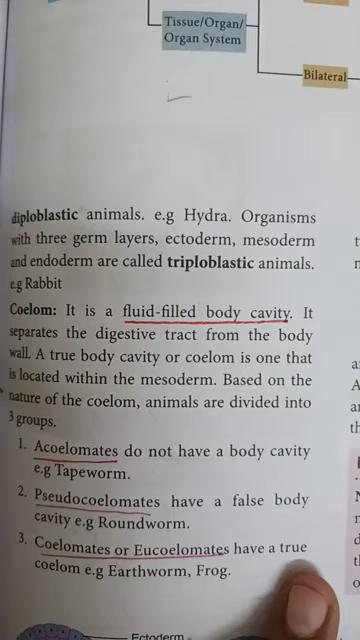 Tissue/Organ/
Organ System
Bilateral
diploblastic animals. e.g Hydra. Organisms
with three germ layers, ectoderm, mesoderm
and endoderm are called triploblastic animals.
e.g Rabbit
Coelom: It is a fluid-filled body cavity. It
separates the digestive tract from the body
wall. A true body cavity or coelom is one that
is located within the mesoderm. Based on the
nature of the coelom, animals are divided into
3 groups.
1. Acoelomates do not have a body cavity
e.g Tapeworm.
2. Pseudocoelomates have a false body
cavity e.g Roundworm.
3. Coelomates or Eucoelomates have a true
coelom e.g Earthworm, Frog.
Ectoderm